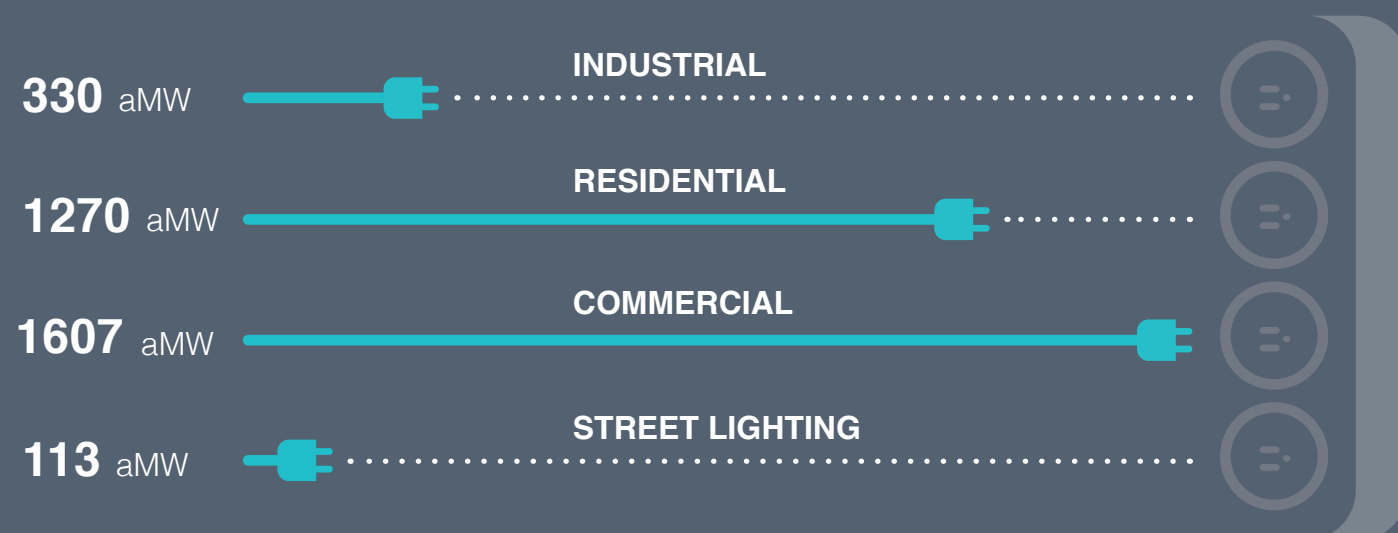 INDUSTRIAL
330 aMW
RESIDENTIAL
1270 aMW
COMMERCIAL
1607 aMW
STREET LIGHTING
113 aMW